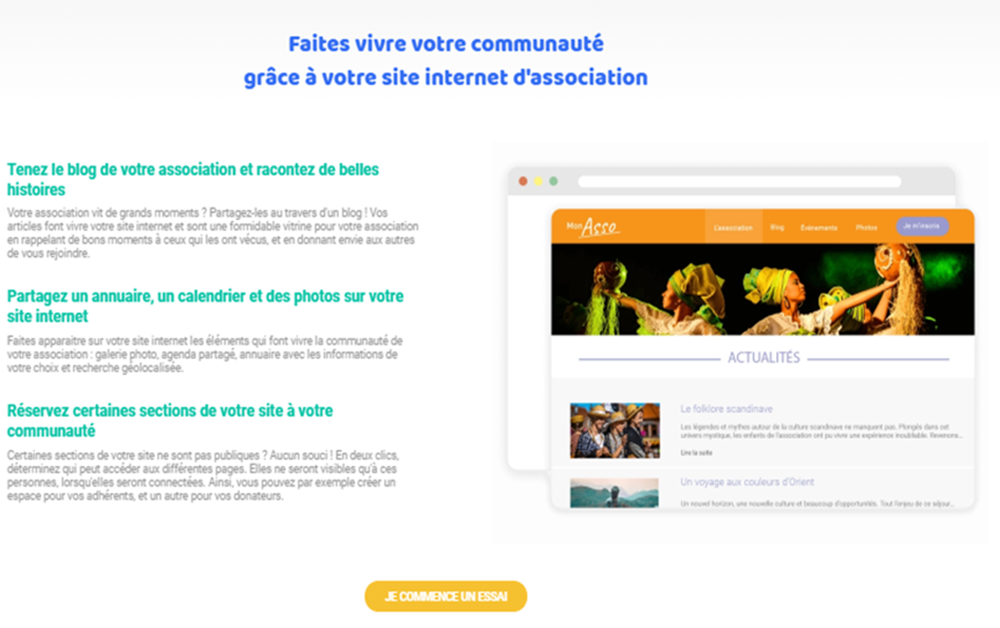 Faites vivre votre communauté
grâce à votre site internet d'association
Tenez le blog de votre association et racontez de belles
histoires
Votre association vit de grands moments ? Partagez-les au travers d'un blog ! Vos
articles font vivre votre site internet et sont une formidable vitrine pour votre association
en rappelant de bons moments à ceux qui les ont vécus, et en donnant envie aux autres
de vous rejoindre.
Partagez un annuaire, un calendrier et des photos sur votre
site internet
Faites apparaitre sur votre site internet les éléments qui font vivre la communauté de
votre association : galerie photo, agenda partagé, annuaire avec les informations de
votre choix et recherche géolocalisée.
Réservez certaines sections de votre site à votre
communauté
Certaines sections de votre site ne sont pas publiques ? Aucun souci ! En deux clics,
déterminez qui peut accéder aux différentes pages. Elles ne seront visibles qu'à ces
personnes, lorsqu'elles seront connectées. Ainsi, vous pouvez par exemple créer un
espace pour vos adhérents, et un autre pour vos donateurs.
Mon Asso
L'association Blog Événements Photos Je m'inscris
ACTUALITÉS
Le folklore scandinave
Les légendes et mythes autour de la culture scandinave ne manquent pas. Plongés dans cet
univers mystique, les enfants de l'association ont pu vivre une expérience inoubliable. Revenons...
Lire la suite
Un voyage aux couleurs d'Orient
Un nouvel horizon, une nouvelle culture et beaucoup d'opportunités. Tout l'enjeu de ce séjour...
JE COMMENCE UN ESSAI